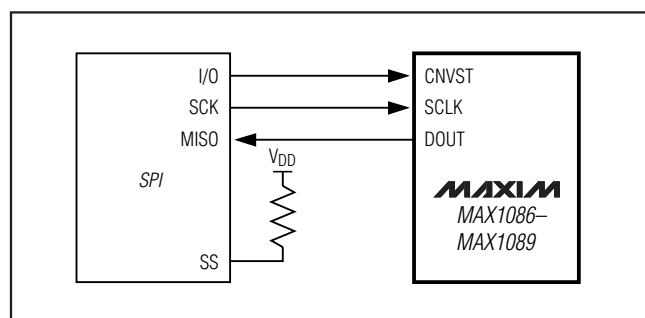 I/O
SCK
MISO
SPI
VDD
SS
CNVST
SCLK
DOUT
MAXIM
MAX1086–
MAX1089